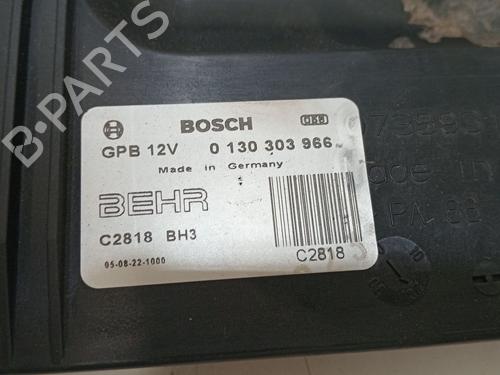 B-PARTS
BOSCH
GPB 12V 0 130 303 966
Made in Germany
BEHR
C2818 BH3
05-08-22-1000
C2818